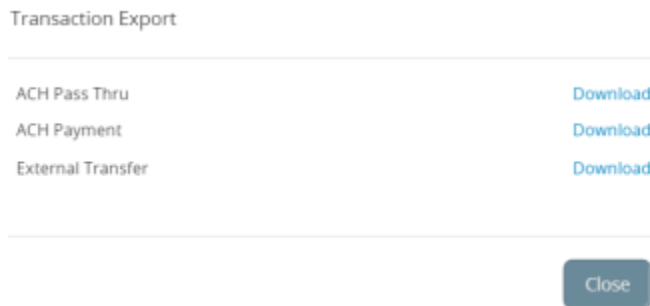 Transaction Export
ACH Pass Thru Download
ACH Payment Download
External Transfer Download
Close